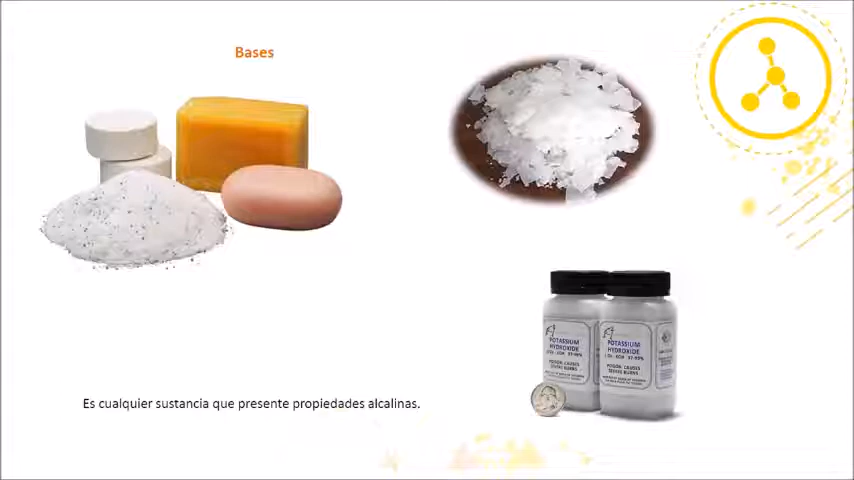 Bases
POTASSIUM
HYDROXIDE
POTASSIUM
HYDROXIDE
Es cualquier sustancia que presente propiedades alcalinas.